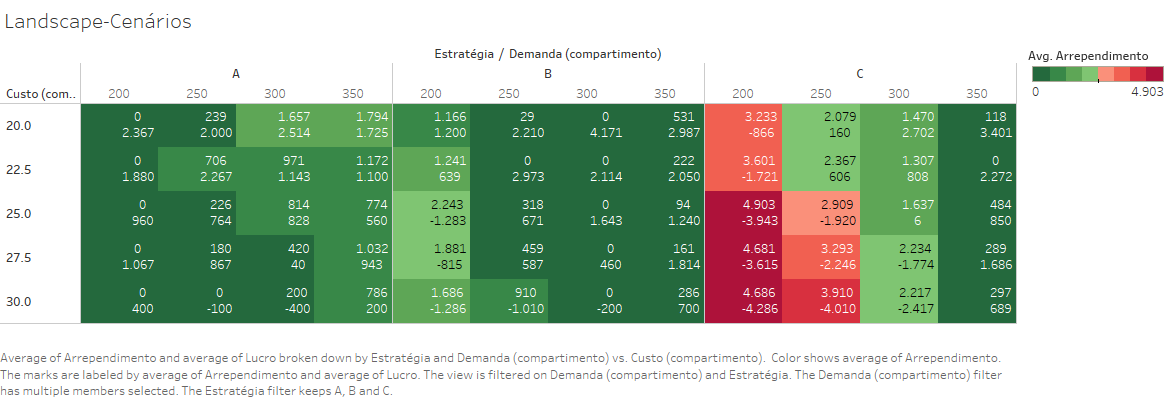 Landscape-Cenários
Estratégia / Demanda (compartimento)
Avg. Arrependimento
A B C
0 4.903
Custo (com.. 200 250 300 350 200 250 300 350 200 250 300 350
0 239 1.657 1.794 1.166 29 0 531 3.233 2.079 1.470 118
20.0
2.367 2.000 2.514 1.725 1.200 2.210 4.171 2.987 -866 160 2.702 3.401
0 706 971 1.172 1.241 0 0 222 3.601 2.367 1.307 0
22.5
1.880 2.267 1.143 1.100 639 2.973 2.114 2.050 -1.721 606 808 2.272
0 226 814 774 2.243 318 0 94 4.903 2.909 1.637 484
25.0
960 764 828 560 -1.283 671 1.643 1.240 -3.943 -1.920 6 850
0 180 420 1.032 1.881 459 0 161 4.681 3.293 2.234 289
27.5
1.067 867 40 943 -815 587 460 1.814 -3.615 -2.246 -1.774 1.686
0 0 200 786 1.686 910 0 286 4.686 3.910 2.217 297
30.0
400 -100 -400 200 -1.286 -1.010 -200 700 -4.286 -4.010 -2.417 689
Average of Arrependimento and average of Lucro broken down by Estratégia and Demanda (compartimento) vs. Custo (compartimento). Color shows average of Arrependimento.
The marks are labeled by average of Arrependimento and average of Lucro. The view is filtered on Demanda (compartimento) and Estratégia. The Demanda (compartimento) filter
has multiple members selected. The Estratégia filter keeps A, B and C.